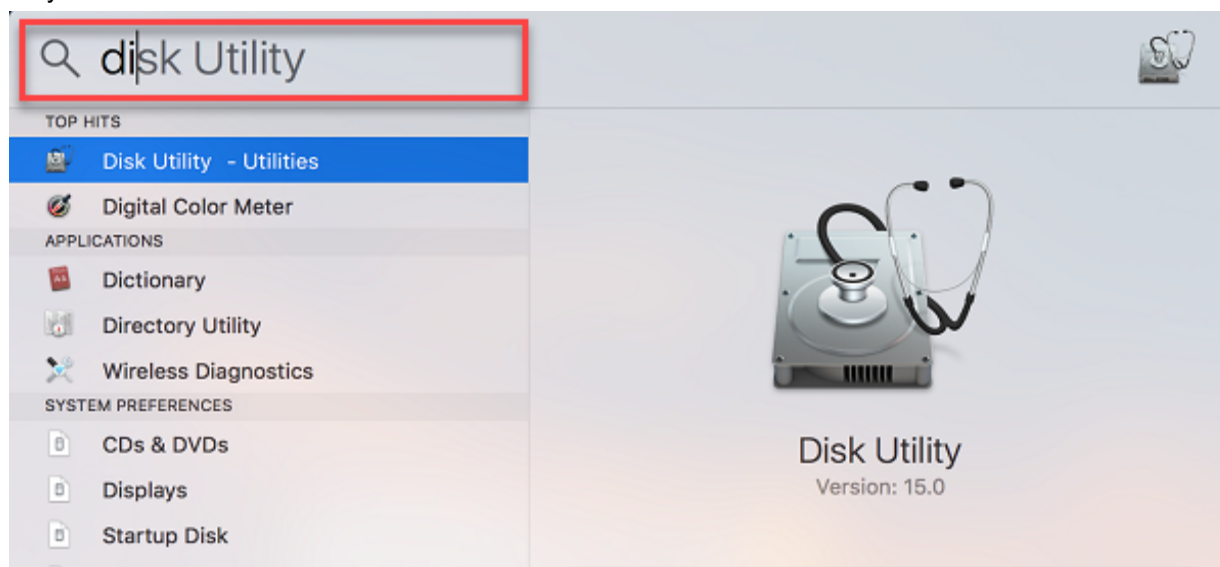 disk Utility
TOP HITS
Disk Utility - Utilities
Digital Color Meter
APPLICATIONS
Dictionary
Directory Utility
Wireless Diagnostics
SYSTEM PREFERENCES
CDs & DVDs
Displays
Startup Disk
Disk Utility
Version: 15.0